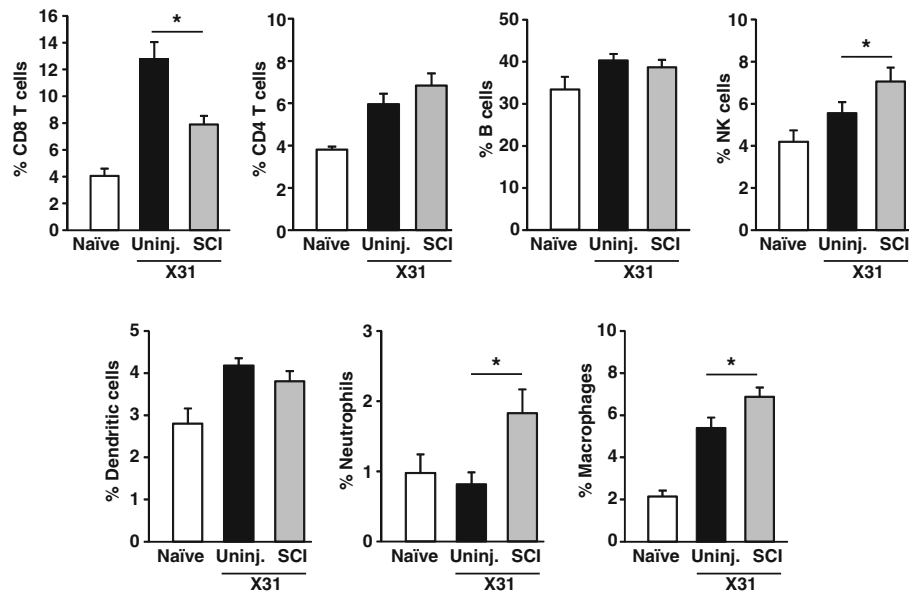 % CD8 T cells
16
14
12
10
8
6
4
2
0
*
Naïve Uninj. SCI
X31
% CD4 T cells
10
8
6
4
2
0
Naïve Uninj. SCI
X31
% B cells
50
40
30
20
10
0
Naïve Uninj. SCI
X31
% NK cells
8
6
4
2
0
*
Naïve Uninj. SCI
X31
% Dendritic cells
5
4
3
2
1
0
Naïve Uninj. SCI
X31
% Neutrophils
3
2
1
0
*
Naïve Uninj. SCI
X31
% Macrophages
10
8
6
4
2
0
*
Naïve Uninj. SCI
X31